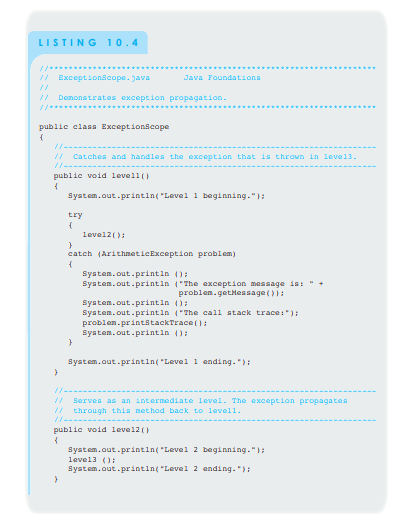 LISTING 10.4
//************************************************************************
//  ExceptionScope.java       Java Foundations
//
//  Demonstrates exception propagation.
//************************************************************************
public class ExceptionScope
{
   //---------------------------------------------------------------------
   //  Catches and handles the exception that is thrown in level3.
   //---------------------------------------------------------------------
   public void level1()
   {
      System.out.println("Level 1 beginning.");
      try
      {
         level2();
      }
      catch (ArithmeticException problem)
      {
         System.out.println ();
         System.out.println ("The exception message is: " +
                             problem.getMessage());
         System.out.println ();
         System.out.println ("The call stack trace:");
         problem.printStackTrace();
         System.out.println ();
      }
      System.out.println("Level 1 ending.");
   }
   //---------------------------------------------------------------------
   //  Serves as an intermediate level. The exception propagates
   //  through this method back to level1.
   //---------------------------------------------------------------------
   public void level2()
   {
      System.out.println("Level 2 beginning.");
      level3 ();
      System.out.println("Level 2 ending.");
   }